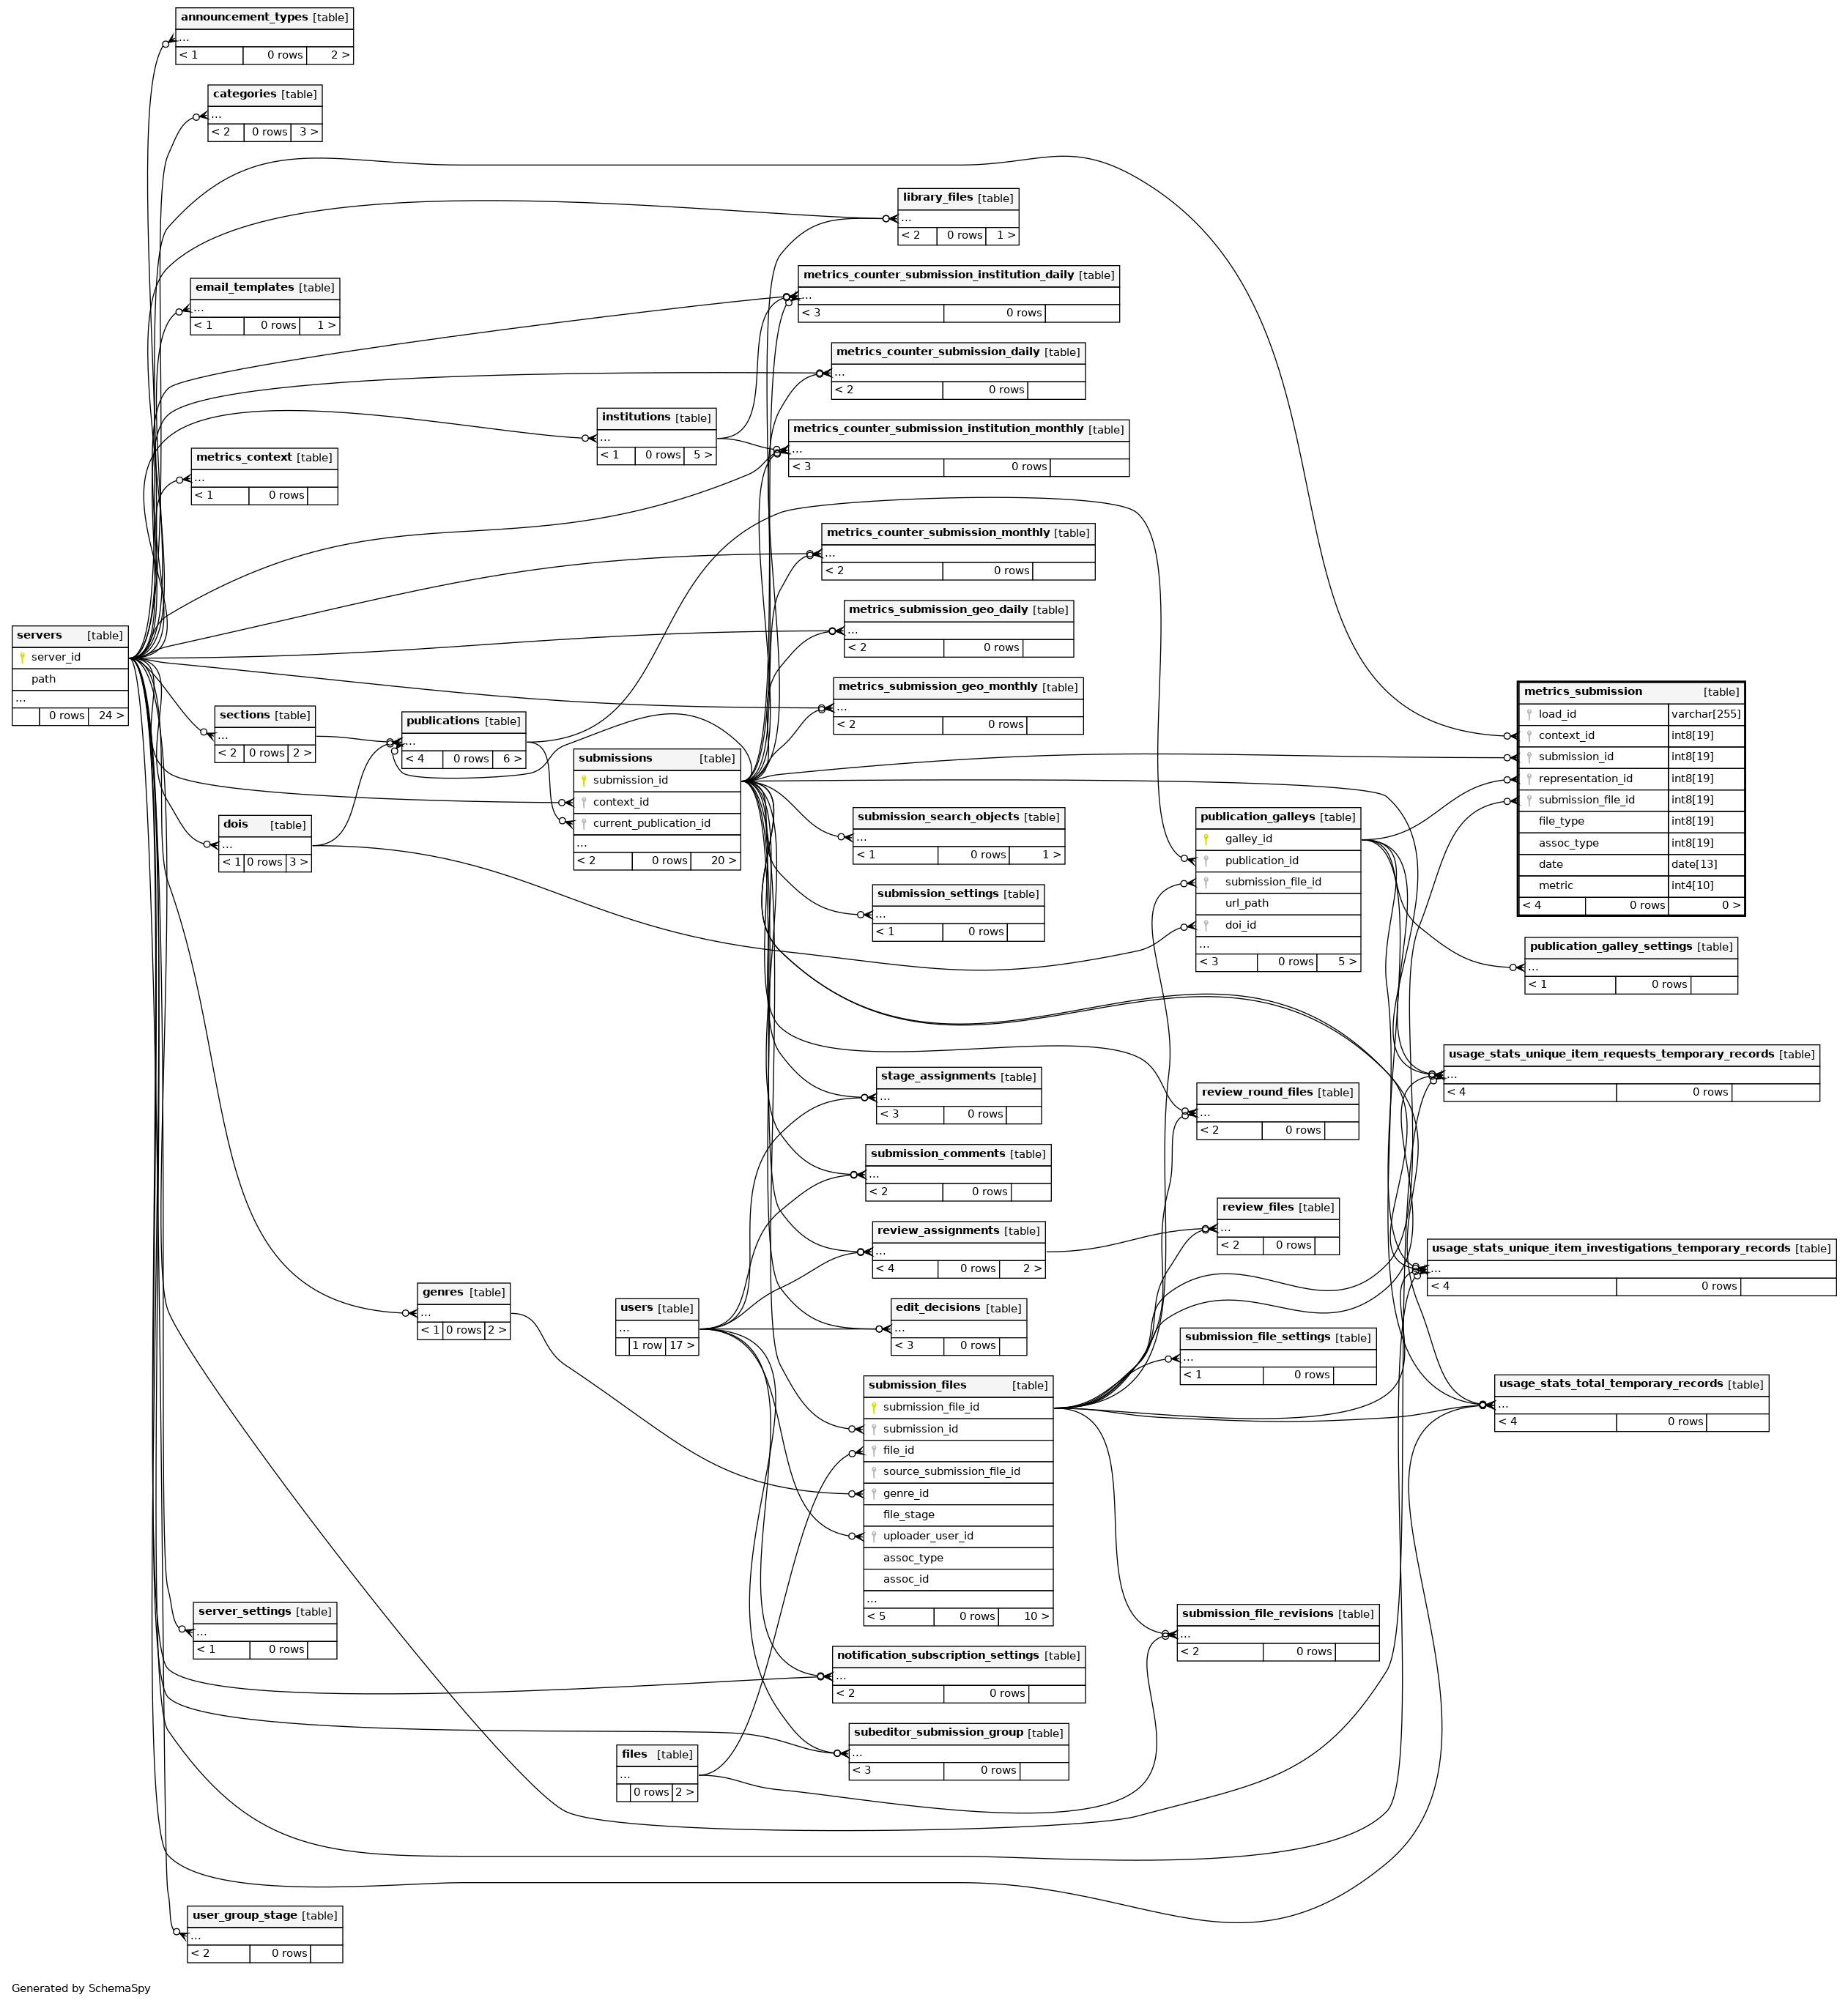 announcement_types [table]
...
< 1 0 rows 2 >
categories [table]
...
< 2 0 rows 3 >
library_files [table]
...
< 2 0 rows 1 >
metrics_counter_submission_institution_daily [table]
...
< 3 0 rows
email_templates [table]
...
< 1 0 rows 1 >
metrics_counter_submission_daily [table]
...
< 2 0 rows
institutions [table]
...
< 1 0 rows 5 >
metrics_counter_submission_institution_monthly [table]
...
< 3 0 rows
metrics_context [table]
...
< 1 0 rows
metrics_counter_submission_monthly [table]
...
< 2 0 rows
metrics_submission_geo_daily [table]
...
< 2 0 rows
servers [table]
server_id
path
...
0 rows 24 >
metrics_submission_geo_monthly [table]
...
< 2 0 rows
metrics_submission [table]
load_id varchar[255]
context_id int8[19]
submission_id int8[19]
representation_id int8[19]
submission_file_id int8[19]
file_type int8[19]
assoc_type int8[19]
date date[13]
metric int4[10]
< 4 0 rows 0 >
sections [table]
...
< 2 0 rows 2 >
publications [table]
...
< 4 0 rows 6 >
submissions [table]
submission_id
context_id
current_publication_id
...
< 2 0 rows 20 >
dois [table]
...
< 1 0 rows 3 >
submission_search_objects [table]
...
< 1 0 rows 1 >
publication_galleys [table]
galley_id
publication_id
submission_file_id
url_path
doi_id
...
< 3 0 rows 5 >
submission_settings [table]
...
< 1 0 rows
publication_galley_settings [table]
...
< 1 0 rows
usage_stats_unique_item_requests_temporary_records [table]
...
< 4 0 rows
stage_assignments [table]
...
< 3 0 rows
review_round_files [table]
...
< 2 0 rows
submission_comments [table]
...
< 2 0 rows
review_files [table]
...
< 2 0 rows
review_assignments [table]
...
< 4 0 rows 2 >
usage_stats_unique_item_investigations_temporary_records [table]
...
< 4 0 rows
genres [table]
...
< 1 0 rows 2 >
users [table]
...
1 row 17 >
edit_decisions [table]
...
< 3 0 rows
submission_file_settings [table]
...
< 1 0 rows
submission_files [table]
submission_file_id
submission_id
file_id
source_submission_file_id
genre_id
file_stage
uploader_user_id
assoc_type
assoc_id
...
< 5 0 rows 10 >
usage_stats_total_temporary_records [table]
...
< 4 0 rows
server_settings [table]
...
< 1 0 rows
submission_file_revisions [table]
...
< 2 0 rows
notification_subscription_settings [table]
...
< 2 0 rows
subeditor_submission_group [table]
...
< 3 0 rows
files [table]
...
0 rows 2 >
user_group_stage [table]
...
< 2 0 rows
Generated by SchemaSpy